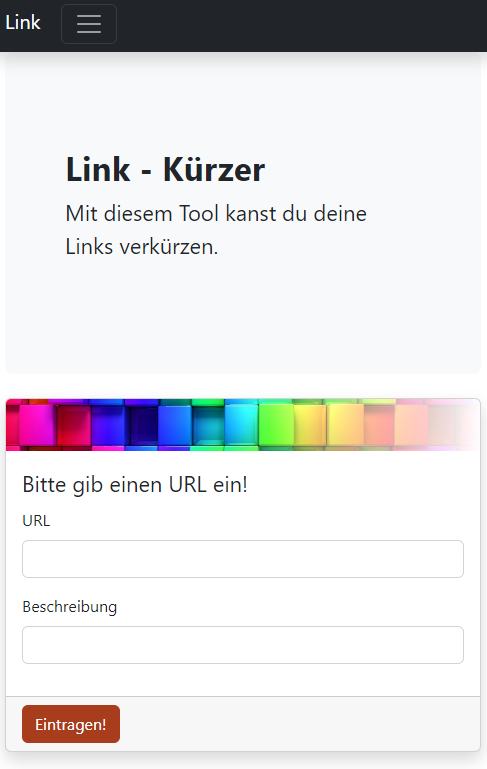 Link
Link - Kürzer
Mit diesem Tool kanst du deine
Links verkürzen.
Bitte gib einen URL ein!
URL
Beschreibung
Eintragen!